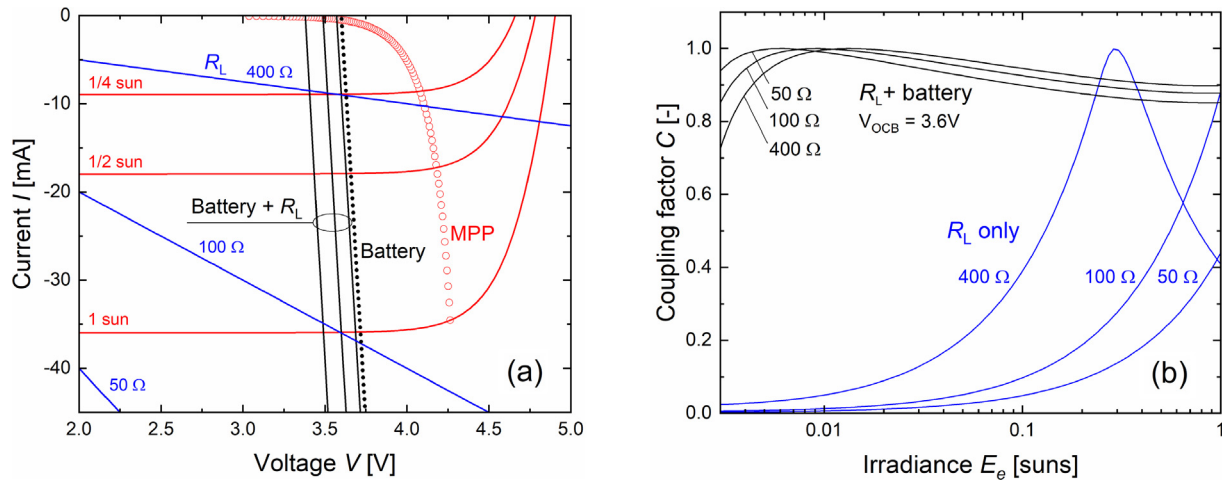 0
-10
-20
-30
-40
2.0
2.5
3.0
3.5
4.0
4.5
5.0
Current I [mA]
Voltage V [V]
R_L
400 Ω
1/4 sun
1/2 sun
Battery + R_L
100 Ω
Battery
MPP
1 sun
50 Ω
(a)
1.0
0.8
0.6
0.4
0.2
0.0
0.01
0.1
1
Coupling factor C [-]
Irradiance E_e [suns]
50 Ω
100 Ω
400 Ω
R_L + battery
V_OCB = 3.6V
R_L only
400 Ω
100 Ω
50 Ω
(b)